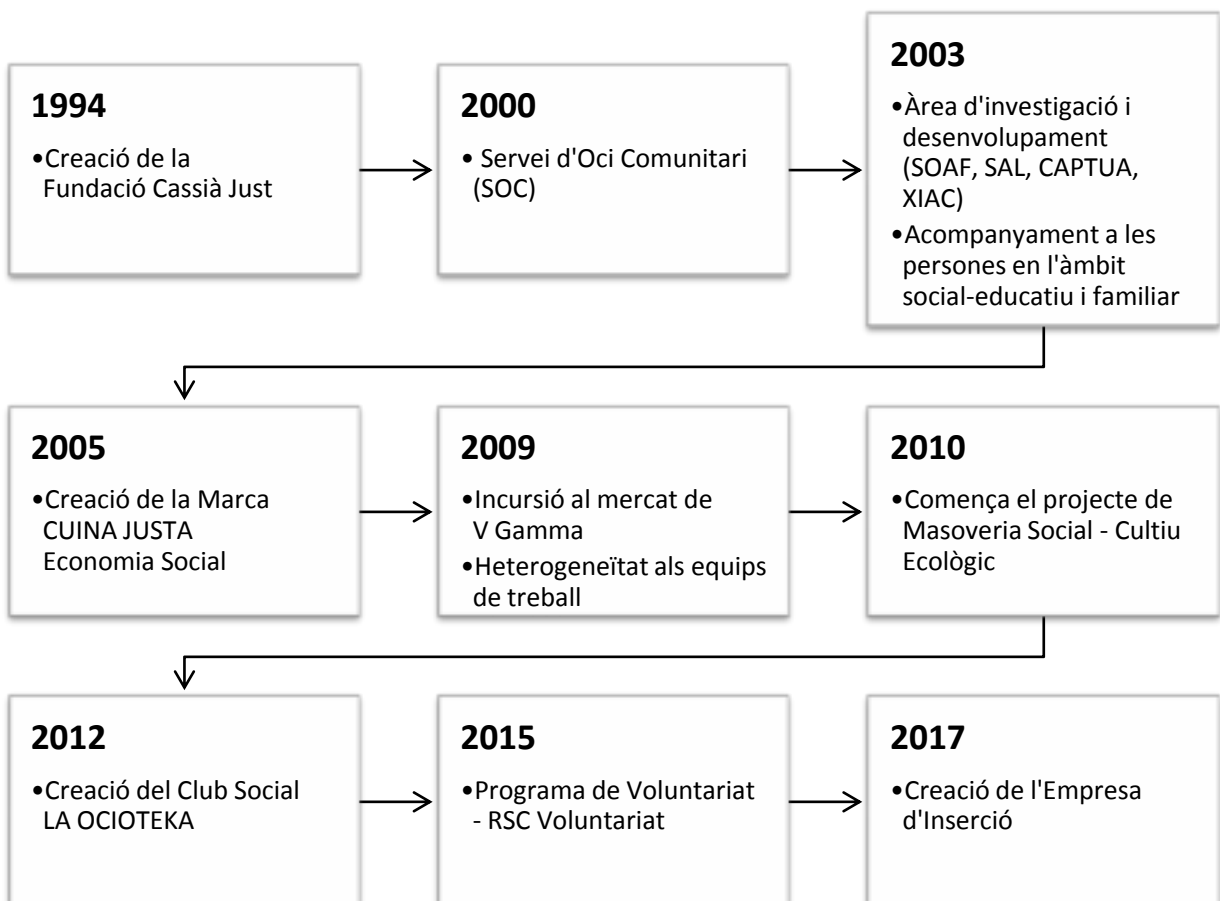 1994
•Creació de la
Fundació Cassià Just
2000
• Servei d'Oci Comunitari
(SOC)
2003
•Àrea d'investigació i
desenvolupament
(SOAF, SAL, CAPTUA,
XIAC)
•Acompanyament a les
persones en l'àmbit
social-educatiu i familiar
2005
•Creació de la Marca
CUINA JUSTA
Economia Social
2009
•Incursió al mercat de
V Gamma
•Heterogeneïtat als equips
de treball
2010
•Comença el projecte de
Masoveria Social - Cultiu
Ecològic
2012
•Creació del Club Social
LA OCIOTEKA
2015
•Programa de Voluntariat
- RSC Voluntariat
2017
•Creació de l'Empresa
d'Inserció